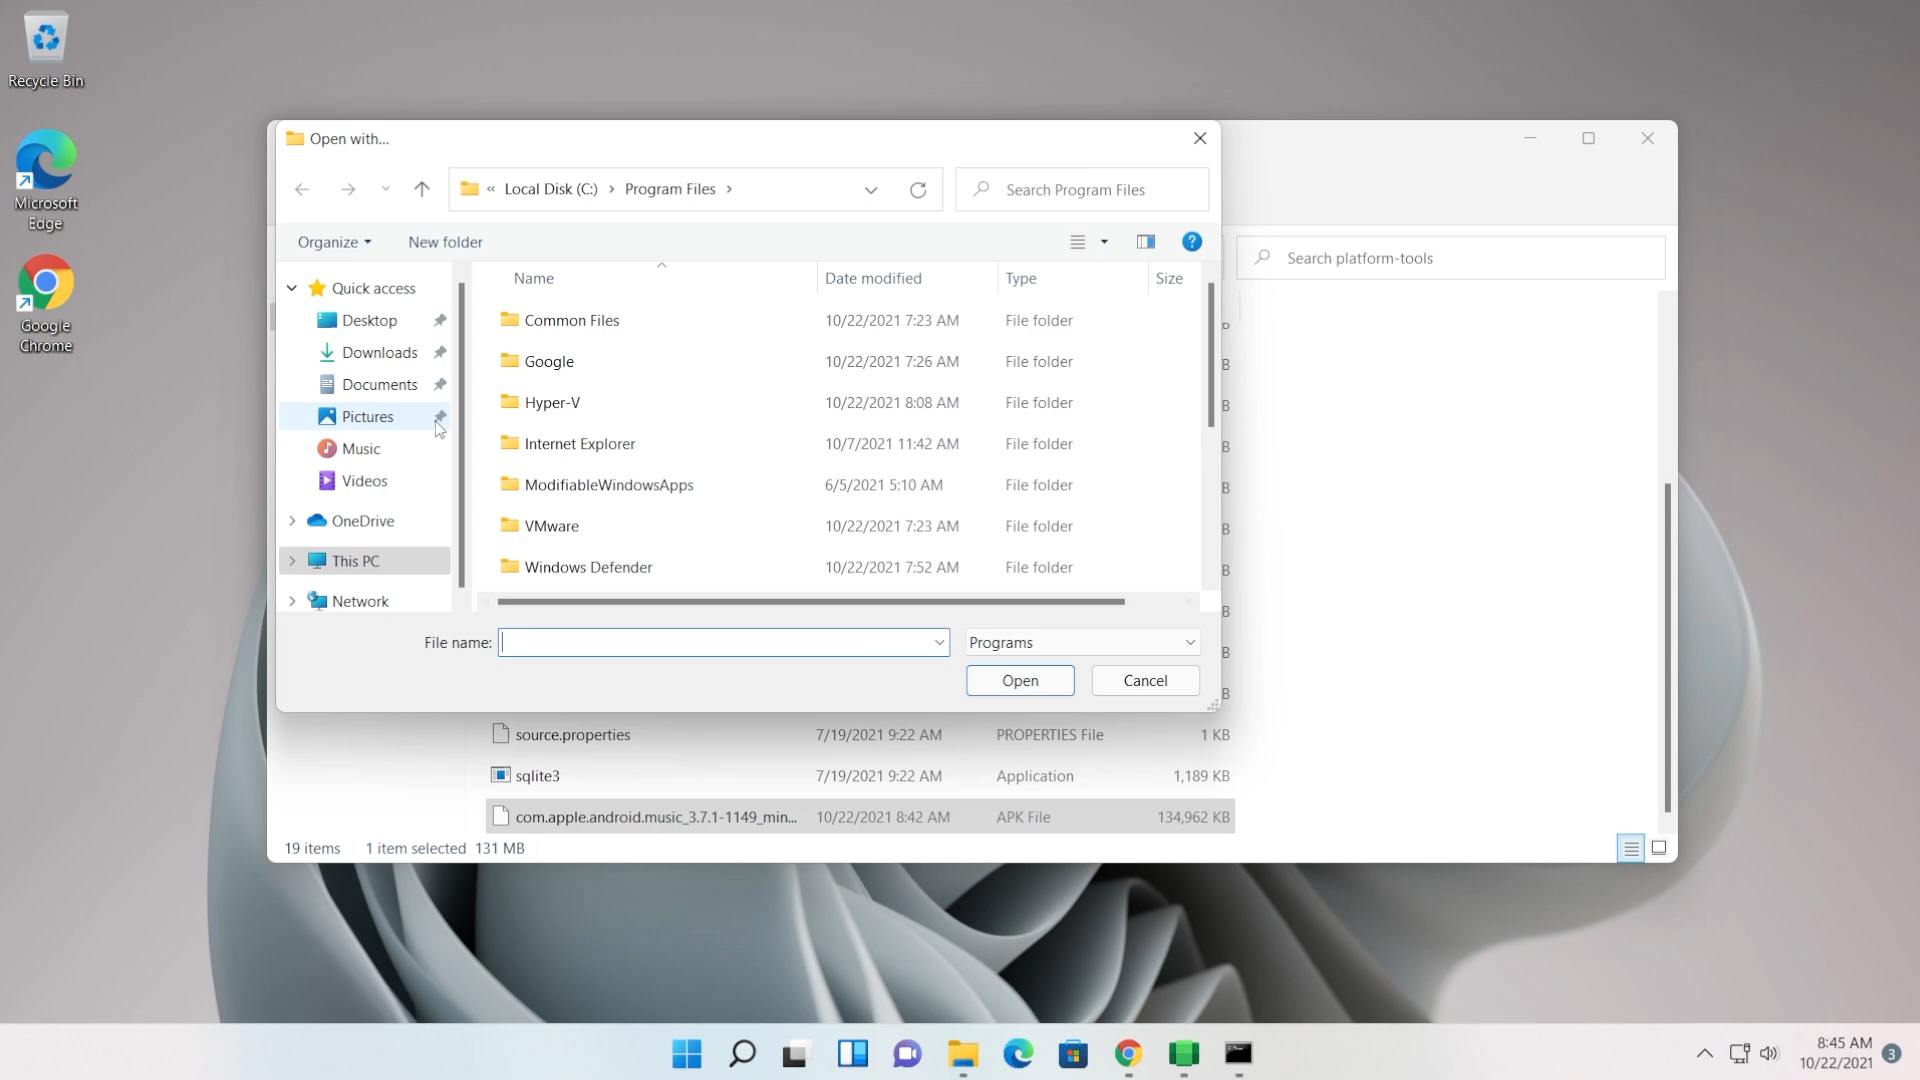 Recycle Bin
Microsoft
Edge
Google
Chrome
Open with...
« Local Disk (C:) › Program Files ›
Search Program Files
Organize
New folder
?
Quick access
Desktop
Downloads
Documents
Pictures
Music
Videos
OneDrive
This PC
Network
Name Date modified Type Size
Common Files 10/22/2021 7:23 AM File folder
Google 10/22/2021 7:26 AM File folder
Hyper-V 10/22/2021 8:08 AM File folder
Internet Explorer 10/7/2021 11:42 AM File folder
ModifiableWindowsApps 6/5/2021 5:10 AM File folder
VMware 10/22/2021 7:23 AM File folder
Windows Defender 10/22/2021 7:52 AM File folder
File name:
Programs
Open
Cancel
Search platform-tools
source.properties 7/19/2021 9:22 AM PROPERTIES File 1 KB
sqlite3 7/19/2021 9:22 AM Application 1,189 KB
com.apple.android.music_3.7.1-1149_min... 10/22/2021 8:42 AM APK File 134,962 KB
19 items 1 item selected 131 MB
8:45 AM
10/22/2021
3